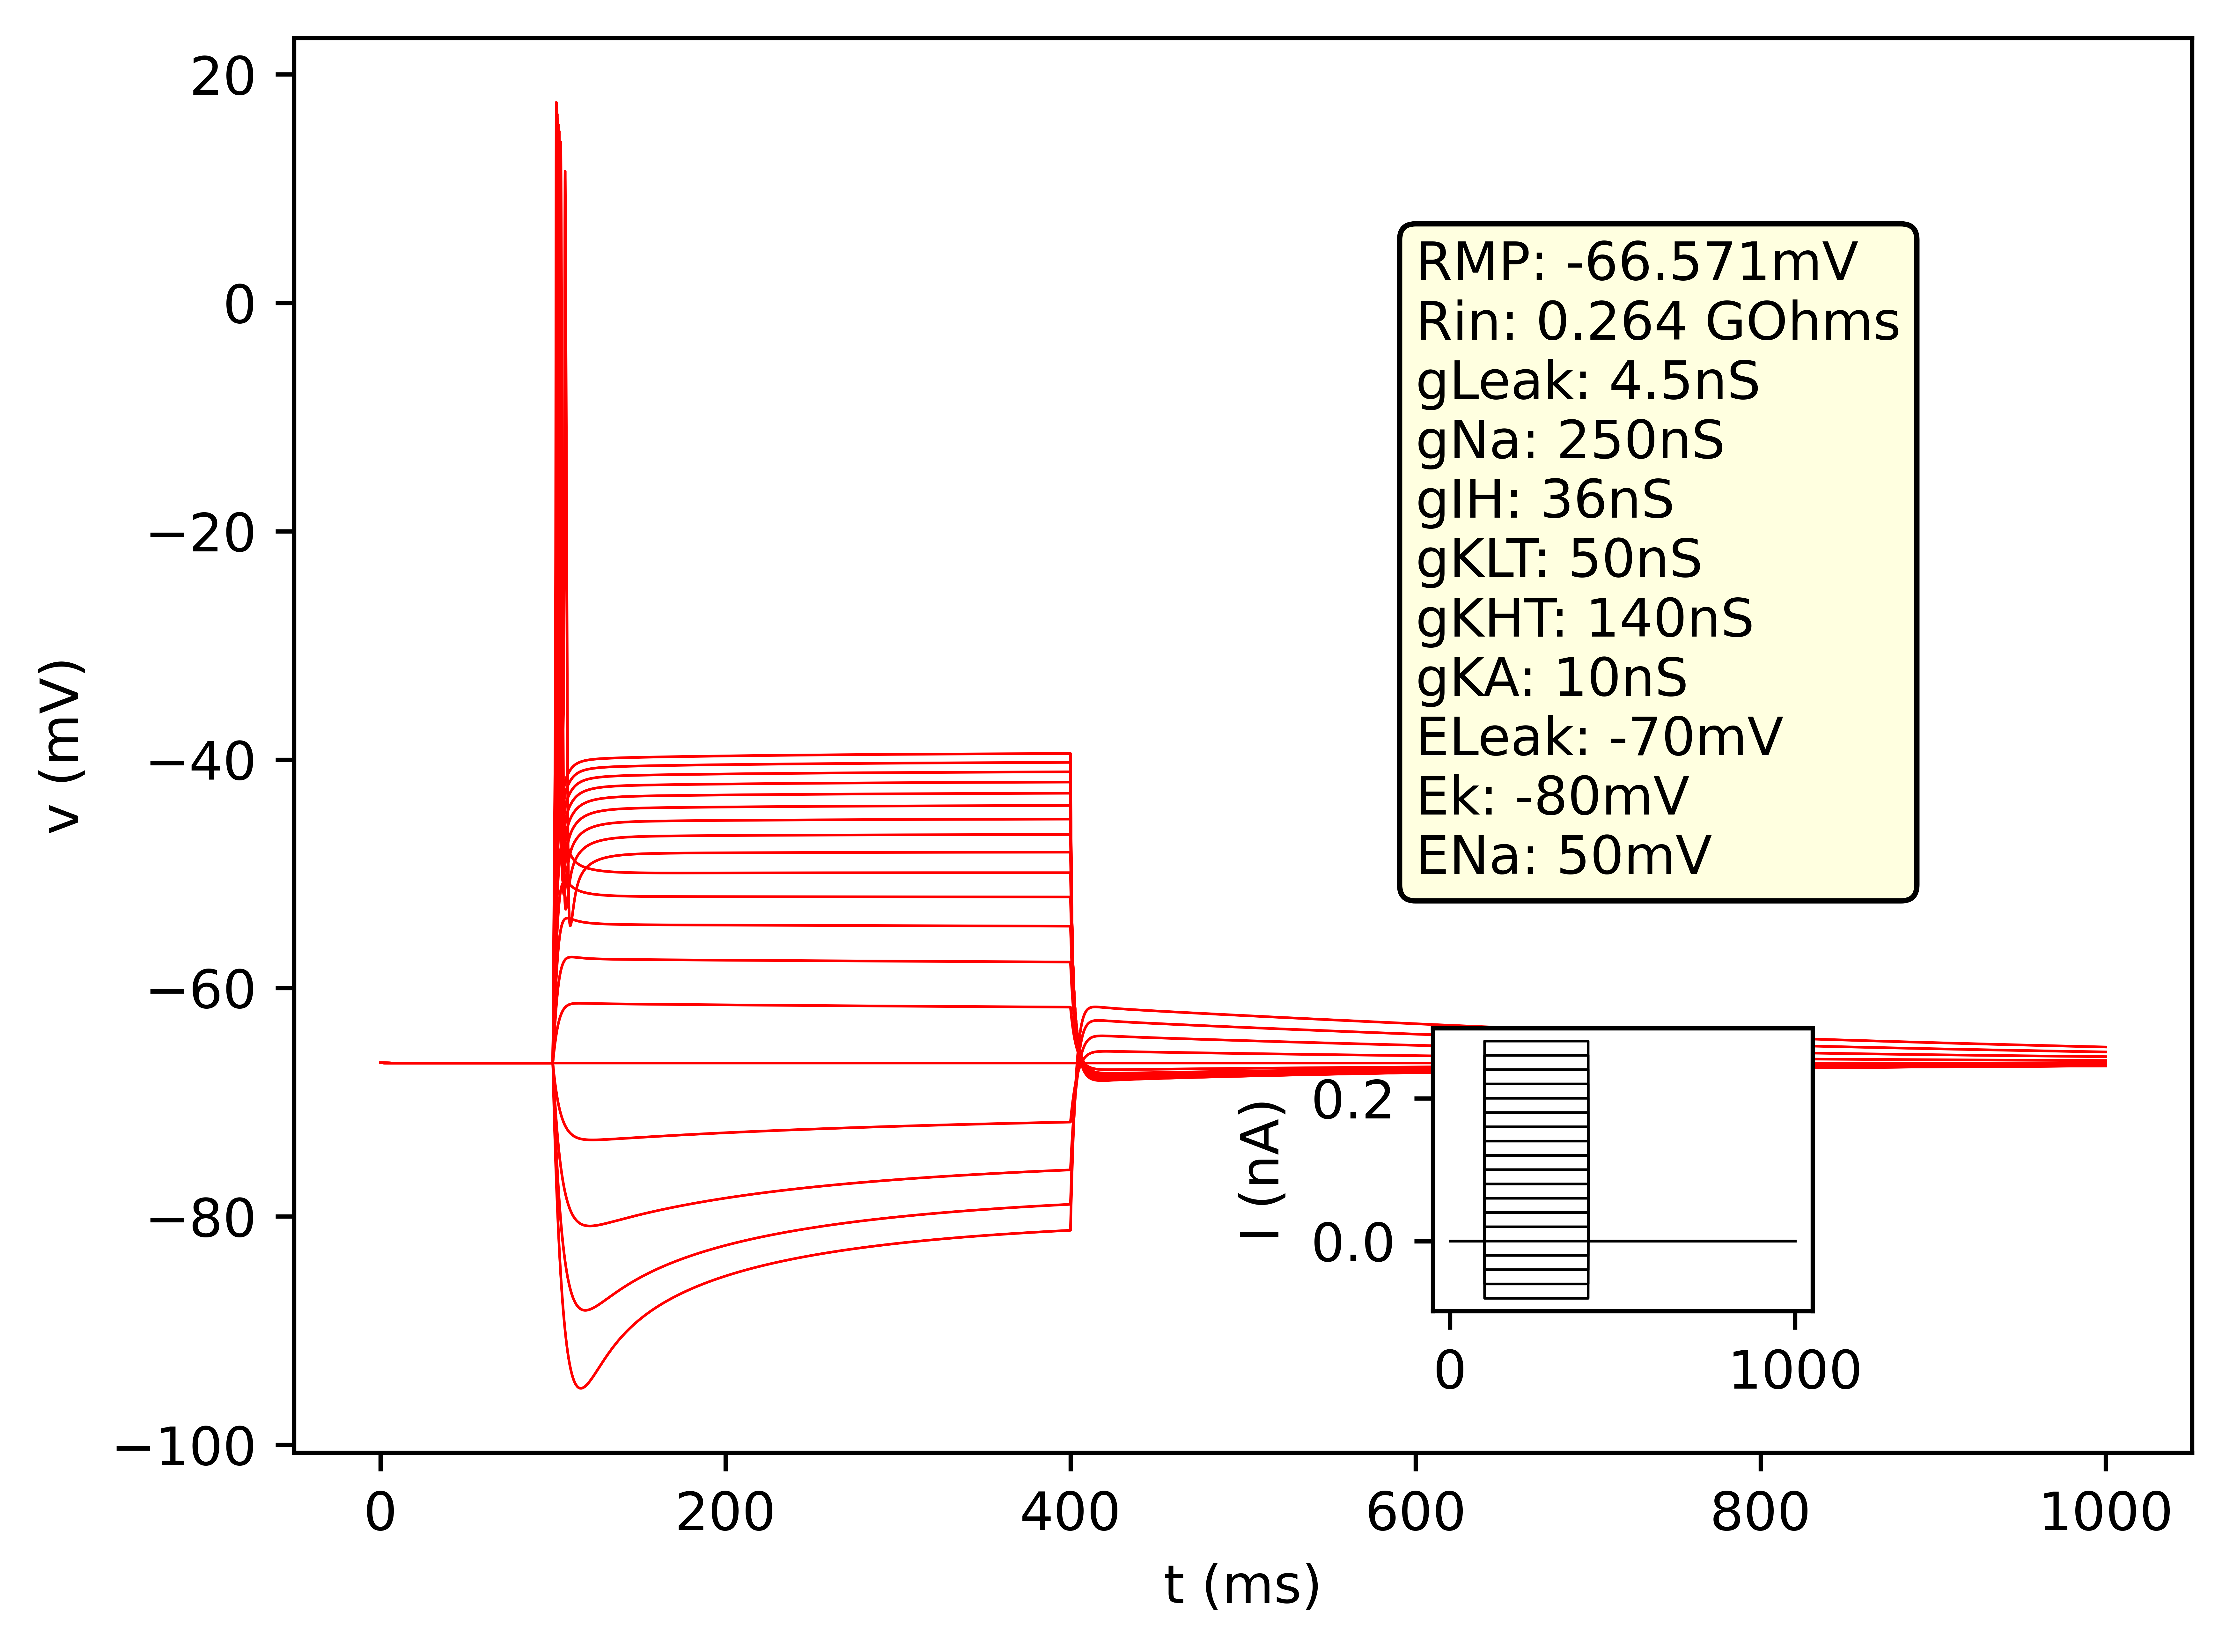 20
0
−20
−40
−60
−80
−100
v (mV)
0
200
400
600
800
1000
t (ms)
RMP: -66.571mV
Rin: 0.264 GOhms
gLeak: 4.5nS
gNa: 250nS
gIH: 36nS
gKLT: 50nS
gKHT: 140nS
gKA: 10nS
ELeak: -70mV
Ek: -80mV
ENa: 50mV
I (nA)
0.2
0.0
0
1000